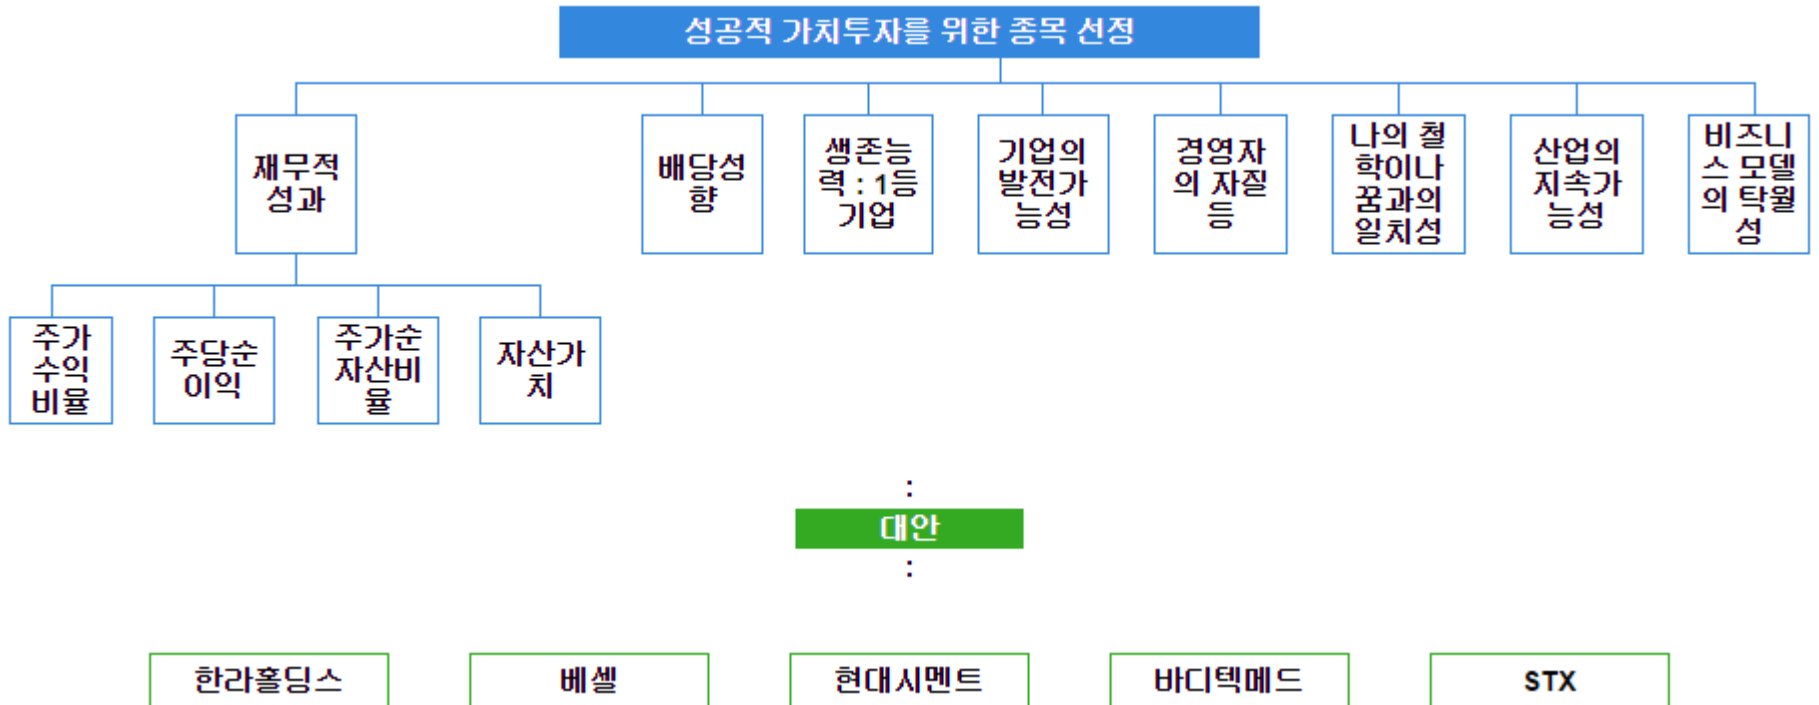 성공적 가치투자를 위한 종목 선정
재무적
성과
배당성
향
생존능
력 : 1등
기업
기업의
발전가
능성
경영자
의 자질
등
나의 철
학이나
꿈과의
일치성
산업의
지속가
능성
비즈니
스 모델
의 탁월
성
주가
수익
비율
주당순
이익
주가순
자산비
율
자산가
치
:
대안
:
한라홀딩스
베셀
현대시멘트
바디텍메드
STX